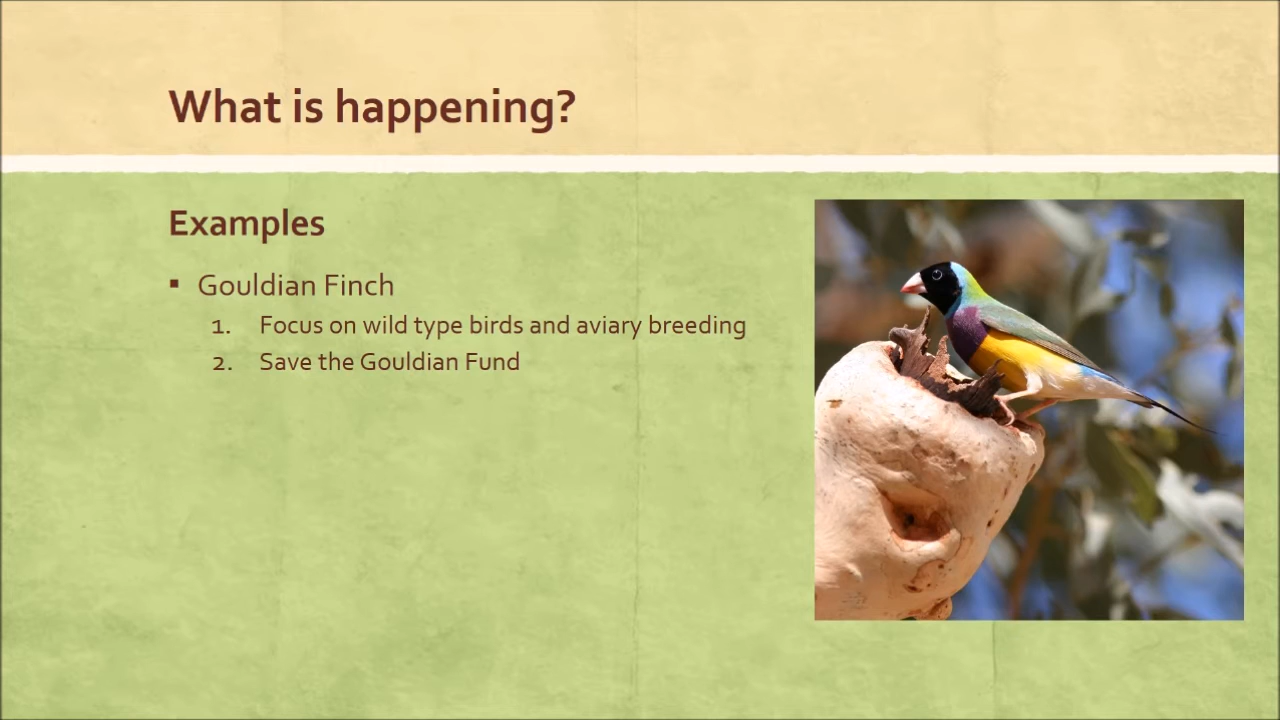 What is happening?
Examples
▪ Gouldian Finch
1. Focus on wild type birds and aviary breeding
2. Save the Gouldian Fund